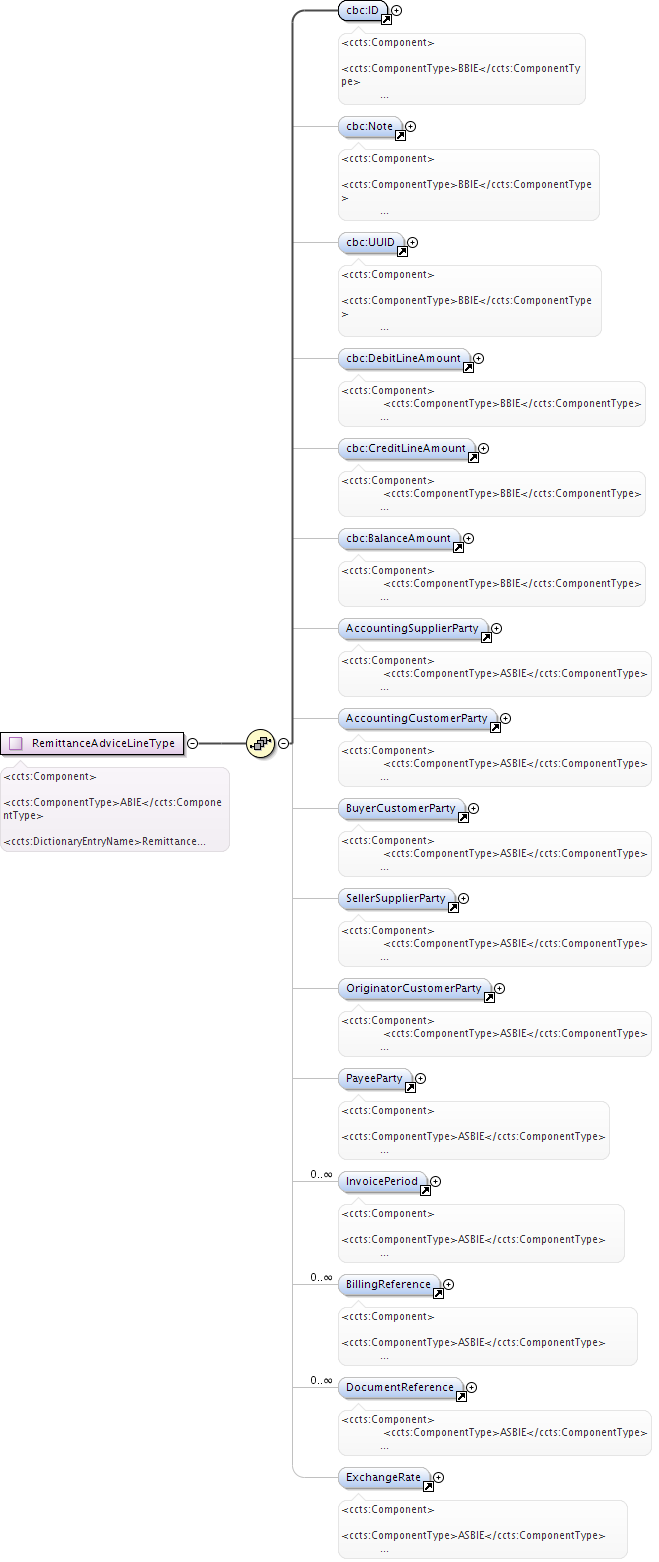 cbc:ID
<ccts:Component>
<ccts:ComponentType>BBIE</ccts:ComponentTy
pe>
...
cbc:Note
<ccts:Component>
<ccts:ComponentType>BBIE</ccts:ComponentType
>
...
cbc:UUID
<ccts:Component>
<ccts:ComponentType>BBIE</ccts:ComponentType
>
...
cbc:DebitLineAmount
<ccts:Component>
<ccts:ComponentType>BBIE</ccts:ComponentType>
...
cbc:CreditLineAmount
<ccts:Component>
<ccts:ComponentType>BBIE</ccts:ComponentType>
...
cbc:BalanceAmount
<ccts:Component>
<ccts:ComponentType>BBIE</ccts:ComponentType>
...
AccountingSupplierParty
<ccts:Component>
<ccts:ComponentType>ASBIE</ccts:ComponentType>
...
RemittanceAdviceLineType
<ccts:Component>
<ccts:ComponentType>ABIE</ccts:Compone
ntType>
<ccts:DictionaryEntryName>Remittance...
AccountingCustomerParty
<ccts:Component>
<ccts:ComponentType>ASBIE</ccts:ComponentType>
...
BuyerCustomerParty
<ccts:Component>
<ccts:ComponentType>ASBIE</ccts:ComponentType>
...
SellerSupplierParty
<ccts:Component>
<ccts:ComponentType>ASBIE</ccts:ComponentType>
...
OriginatorCustomerParty
<ccts:Component>
<ccts:ComponentType>ASBIE</ccts:ComponentType>
...
PayeeParty
<ccts:Component>
<ccts:ComponentType>ASBIE</ccts:ComponentType>
...
0..∞
InvoicePeriod
<ccts:Component>
<ccts:ComponentType>ASBIE</ccts:ComponentType>
...
0..∞
BillingReference
<ccts:Component>
<ccts:ComponentType>ASBIE</ccts:ComponentType>
...
0..∞
DocumentReference
<ccts:Component>
<ccts:ComponentType>ASBIE</ccts:ComponentType>
...
ExchangeRate
<ccts:Component>
<ccts:ComponentType>ASBIE</ccts:ComponentType>
...